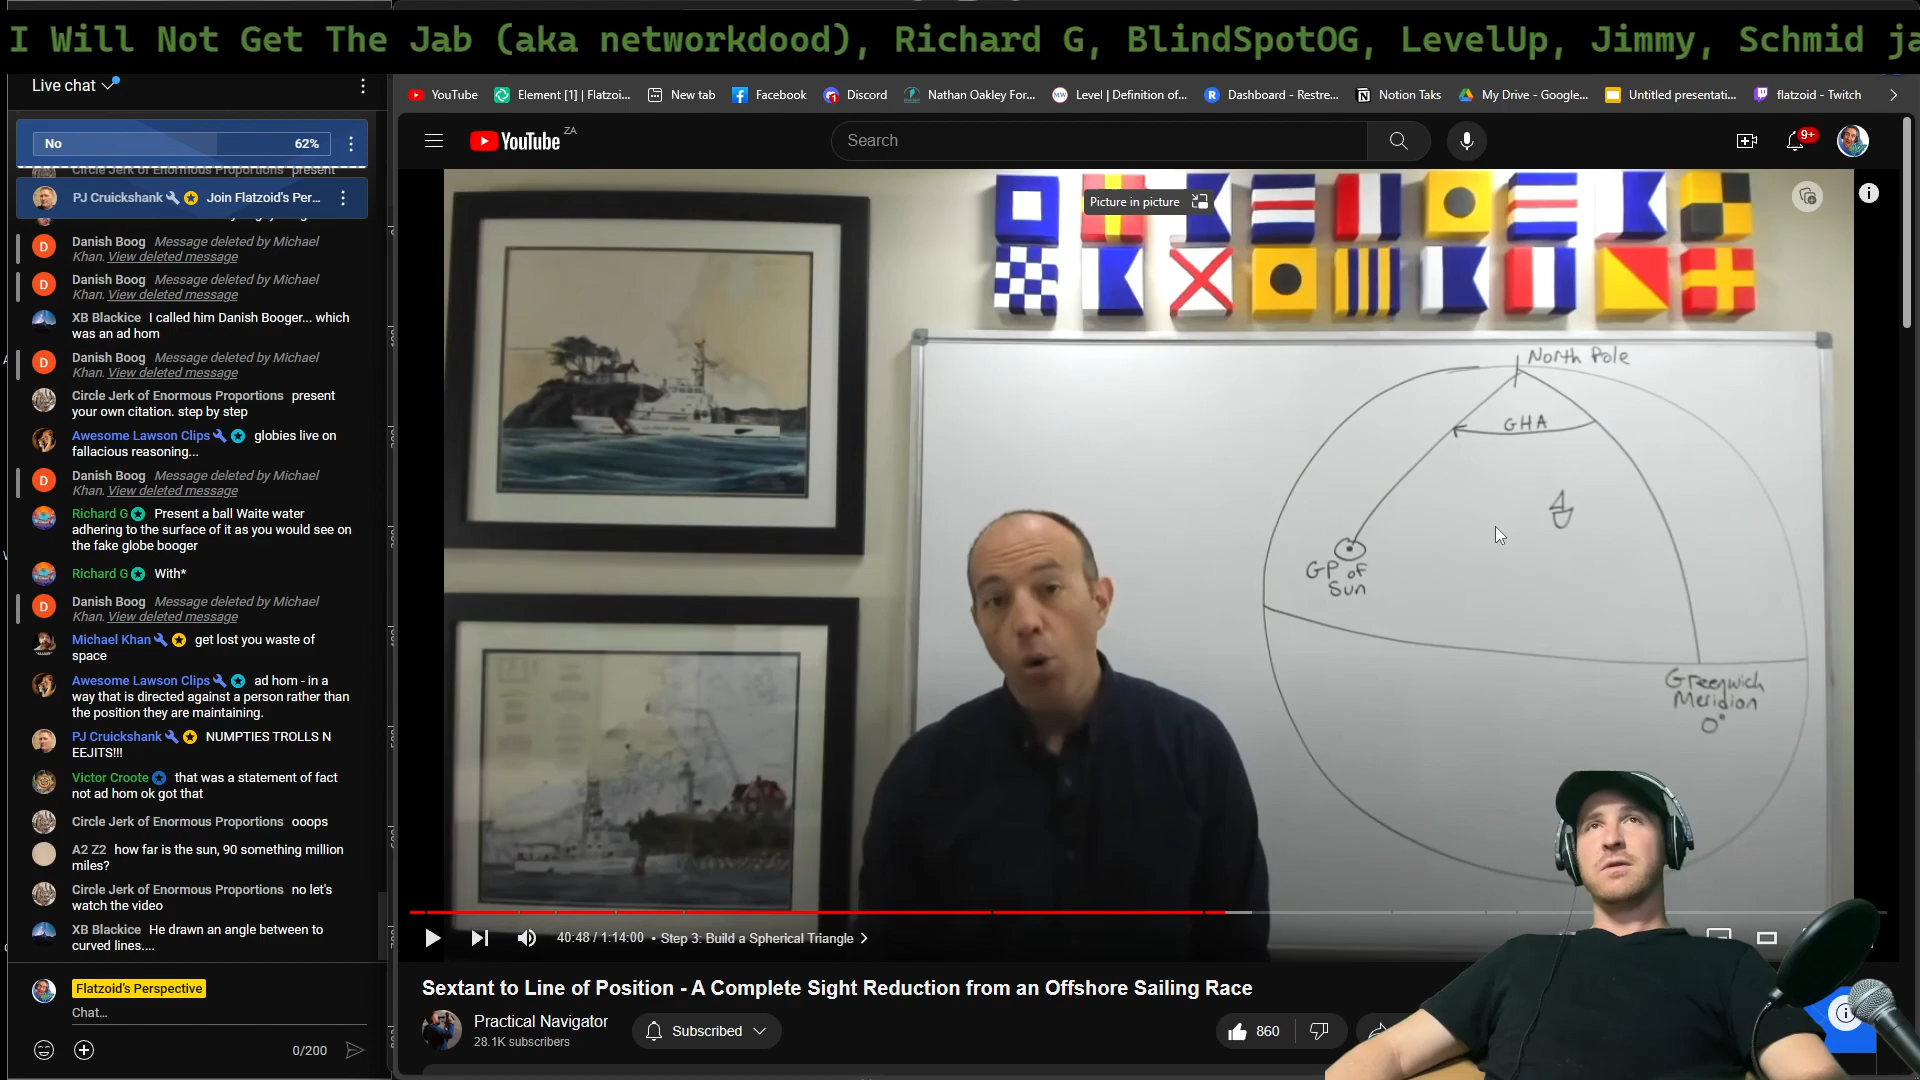 I Will Not Get The Jab (aka networkdood), Richard G, BlindSpotOG, LevelUp, Jimmy, Schmid ja
Live chat
No 62%
PJ Cruickshank Join Flatzoid's Per...
Danish Boog Message deleted by Michael
Khan. View deleted message
Danish Boog Message deleted by Michael
Khan. View deleted message
XB Blackice I called him Danish Booger... which
was an ad hom
Danish Boog Message deleted by Michael
Khan. View deleted message
Circle Jerk of Enormous Proportions present
your own citation. step by step
Awesome Lawson Clips globies live on
fallacious reasoning...
Danish Boog Message deleted by Michael
Khan. View deleted message
Richard G Present a ball Waite water
adhering to the surface of it as you would see on
the fake globe booger
Richard G With*
Danish Boog Message deleted by Michael
Khan. View deleted message
Michael Khan get lost you waste of
space
Awesome Lawson Clips ad hom - in a
way that is directed against a person rather than
the position they are maintaining.
PJ Cruickshank NUMPTIES TROLLS N
EEJITS!!!
Victor Croote that was a statement of fact
not ad hom ok got that
Circle Jerk of Enormous Proportions ooops
A2 Z2 how far is the sun, 90 something million
miles?
Circle Jerk of Enormous Proportions no let's
watch the video
XB Blackice He drawn an angle between to
curved lines....
Flatzoid's Perspective
Chat...
0/200
YouTube Element [1] | Flatzoi... New tab Facebook Discord Nathan Oakley For... Level | Definition of... Dashboard - Restre... Notion Taks My Drive - Google... Untitled presentati... flatzoid - Twitch
YouTube ZA
Search
9+
Picture in picture
North Pole
GHA
GP of
Sun
Greenwich
Meridion
0°
40:48 / 1:14:00 • Step 3: Build a Spherical Triangle
Sextant to Line of Position - A Complete Sight Reduction from an Offshore Sailing Race
Practical Navigator
28.1K subscribers
Subscribed
860